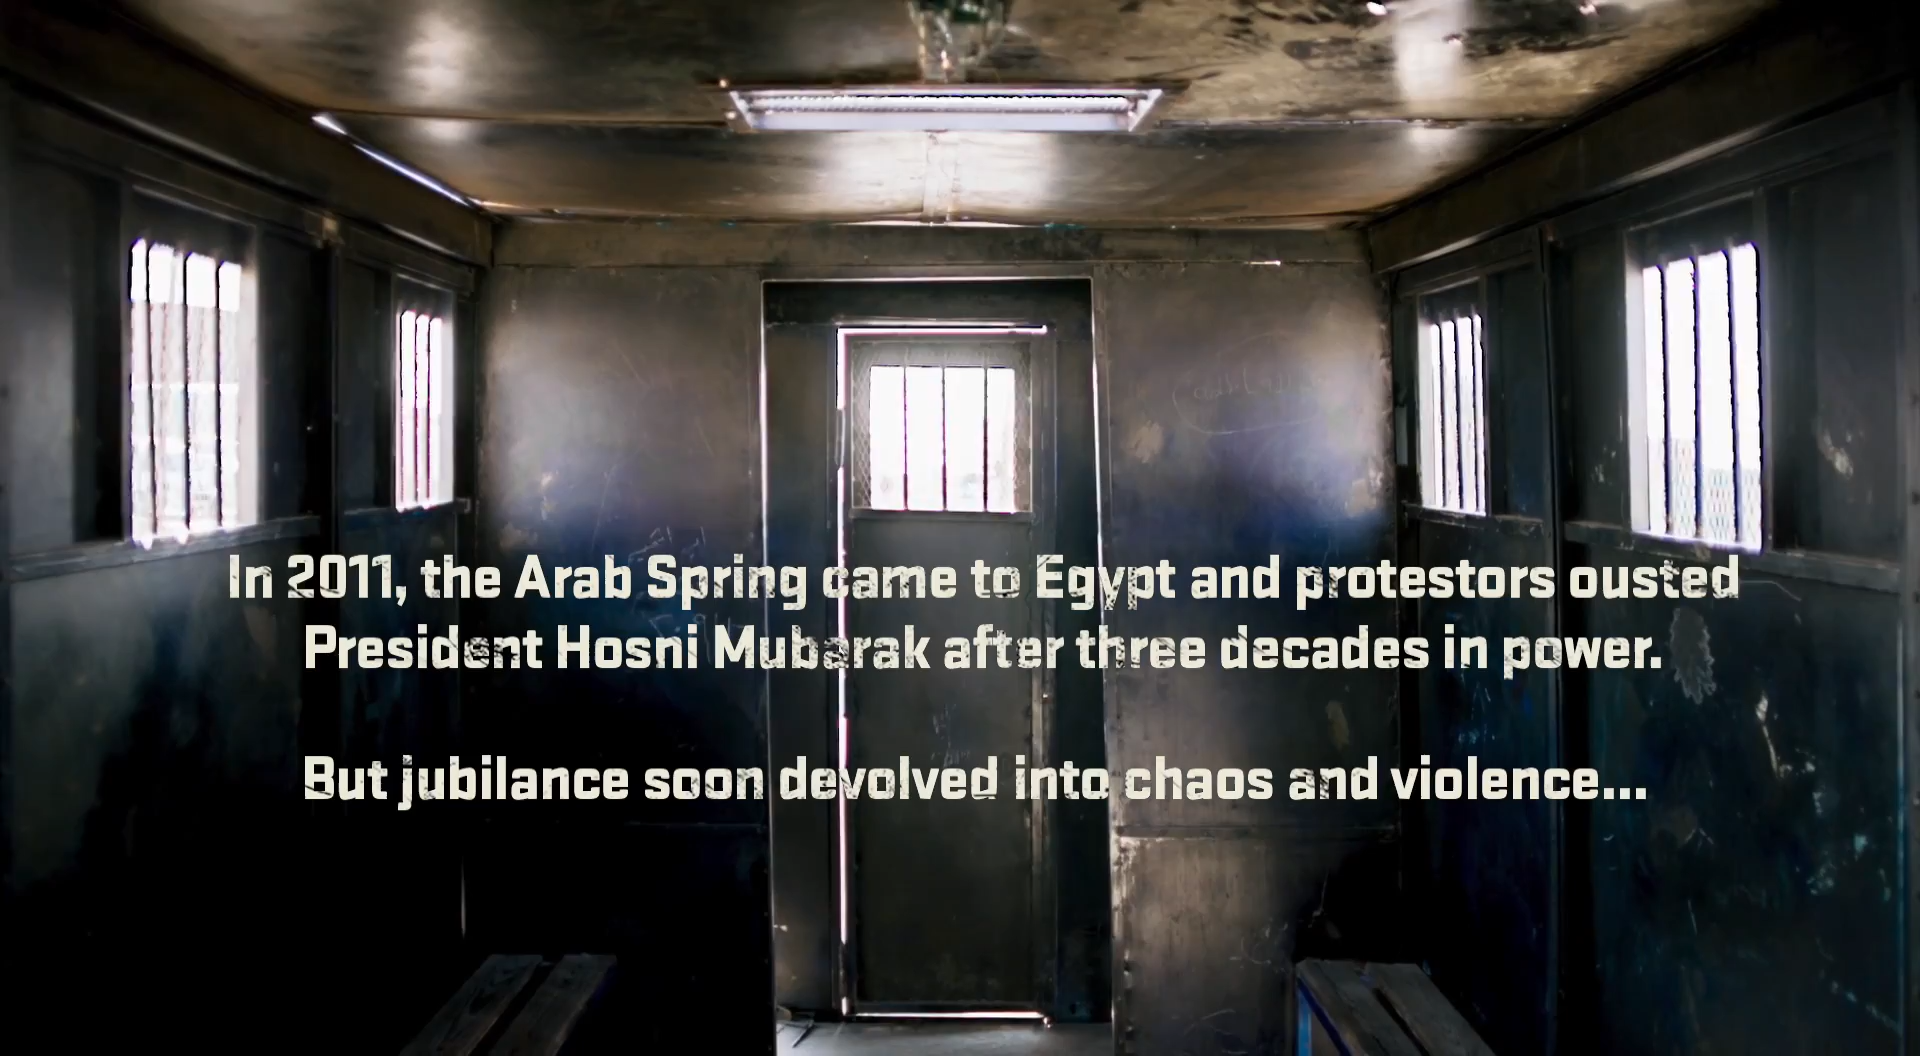 In 2011, the Arab Spring came to Egypt and protestors ousted
President Hosni Mubarak after three decades in power.
But jubilance soon devolved into chaos and violence...